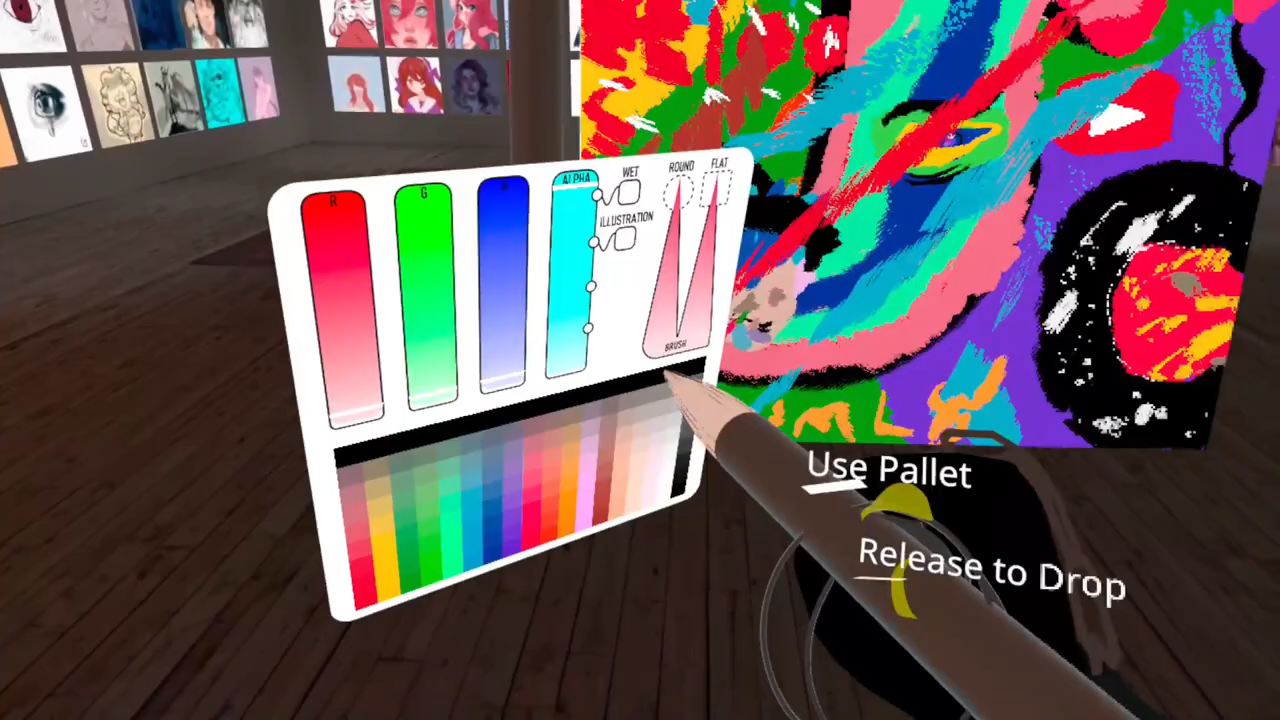 R
G
ALPHA
WET
ILLUSTRATION
ROUND
FLAT
BRUSH
Use Pallet
Release to Drop